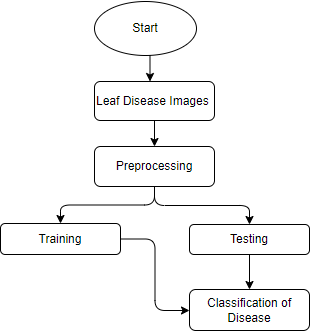 Start
Leaf Disease Images
Preprocessing
Training
Testing
Classification of
Disease